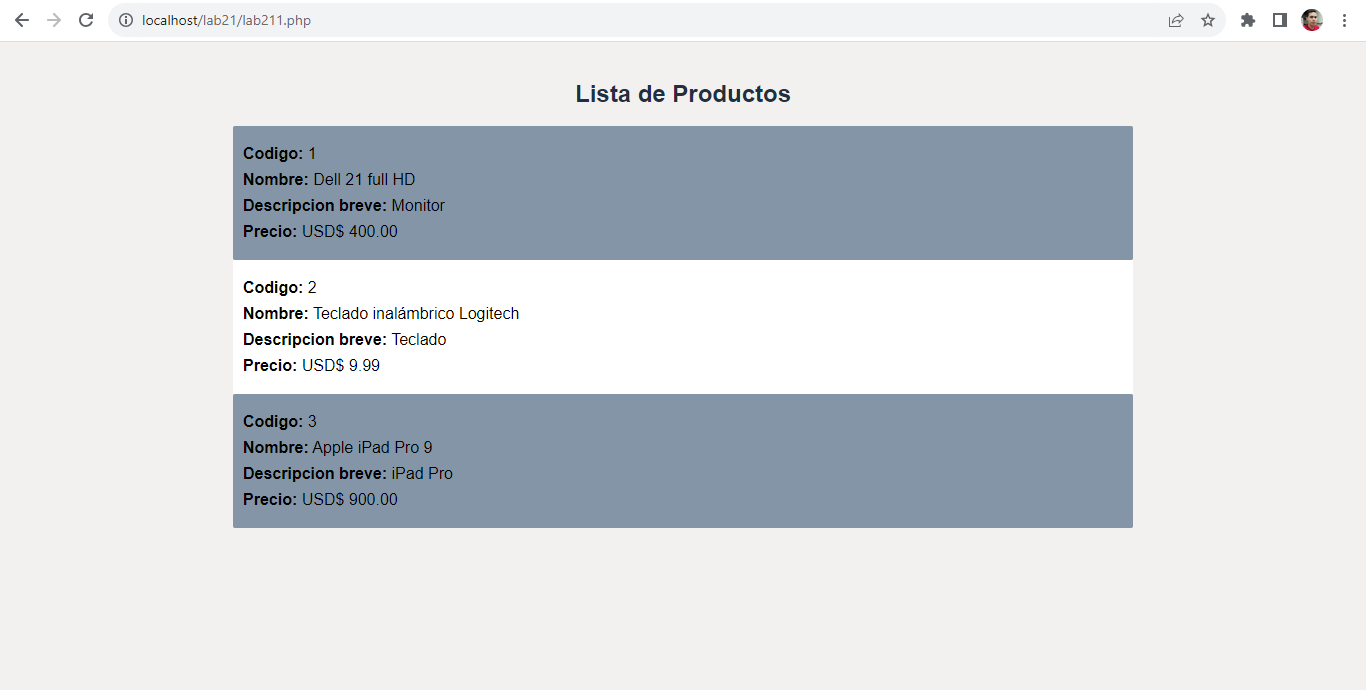 localhost/lab21/lab211.php
Lista de Productos
Codigo: 1
Nombre: Dell 21 full HD
Descripcion breve: Monitor
Precio: USD$ 400.00
Codigo: 2
Nombre: Teclado inalámbrico Logitech
Descripcion breve: Teclado
Precio: USD$ 9.99
Codigo: 3
Nombre: Apple iPad Pro 9
Descripcion breve: iPad Pro
Precio: USD$ 900.00